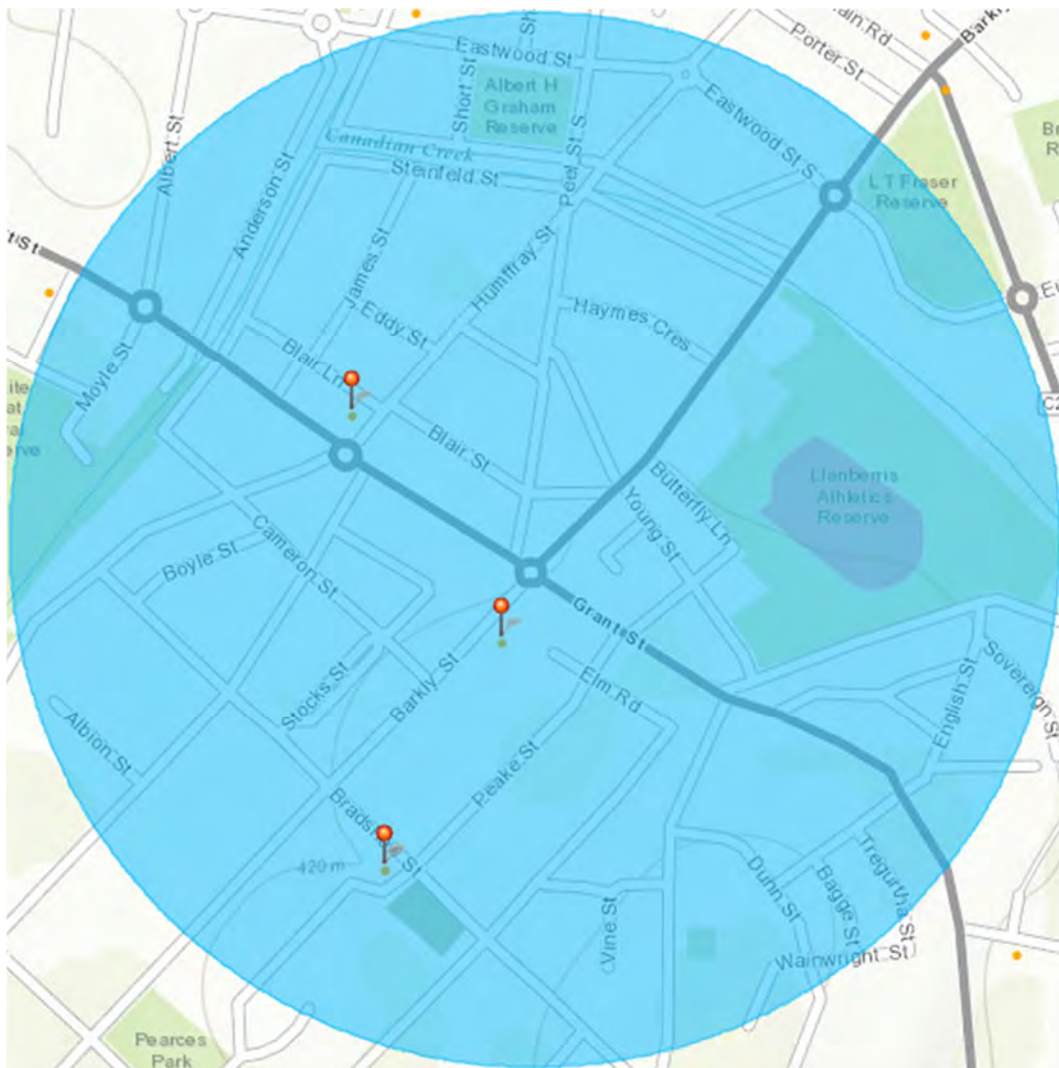 Eastwood St
Porter St
Albert H
Graham
Reserve
Short St
Albert St
Canadian Creek
Steinfeld St
Peel St S
Eastwood St S
L T Fraser
Reserve
Anderson St
James St
Humffray St
Eddy St
Haymes Cres
Blair Ln
Moyle St
Blair St
Butterfly Ln
Young St
Llanberris
Athletics
Reserve
Cameron St
Boyle St
Grant St
Stocks St
Barkly St
Elm Rd
Sovereign St
English St
Albion St
Peake St
420 m
Dunn St
Bagge St
Vine St
Pearces
Park